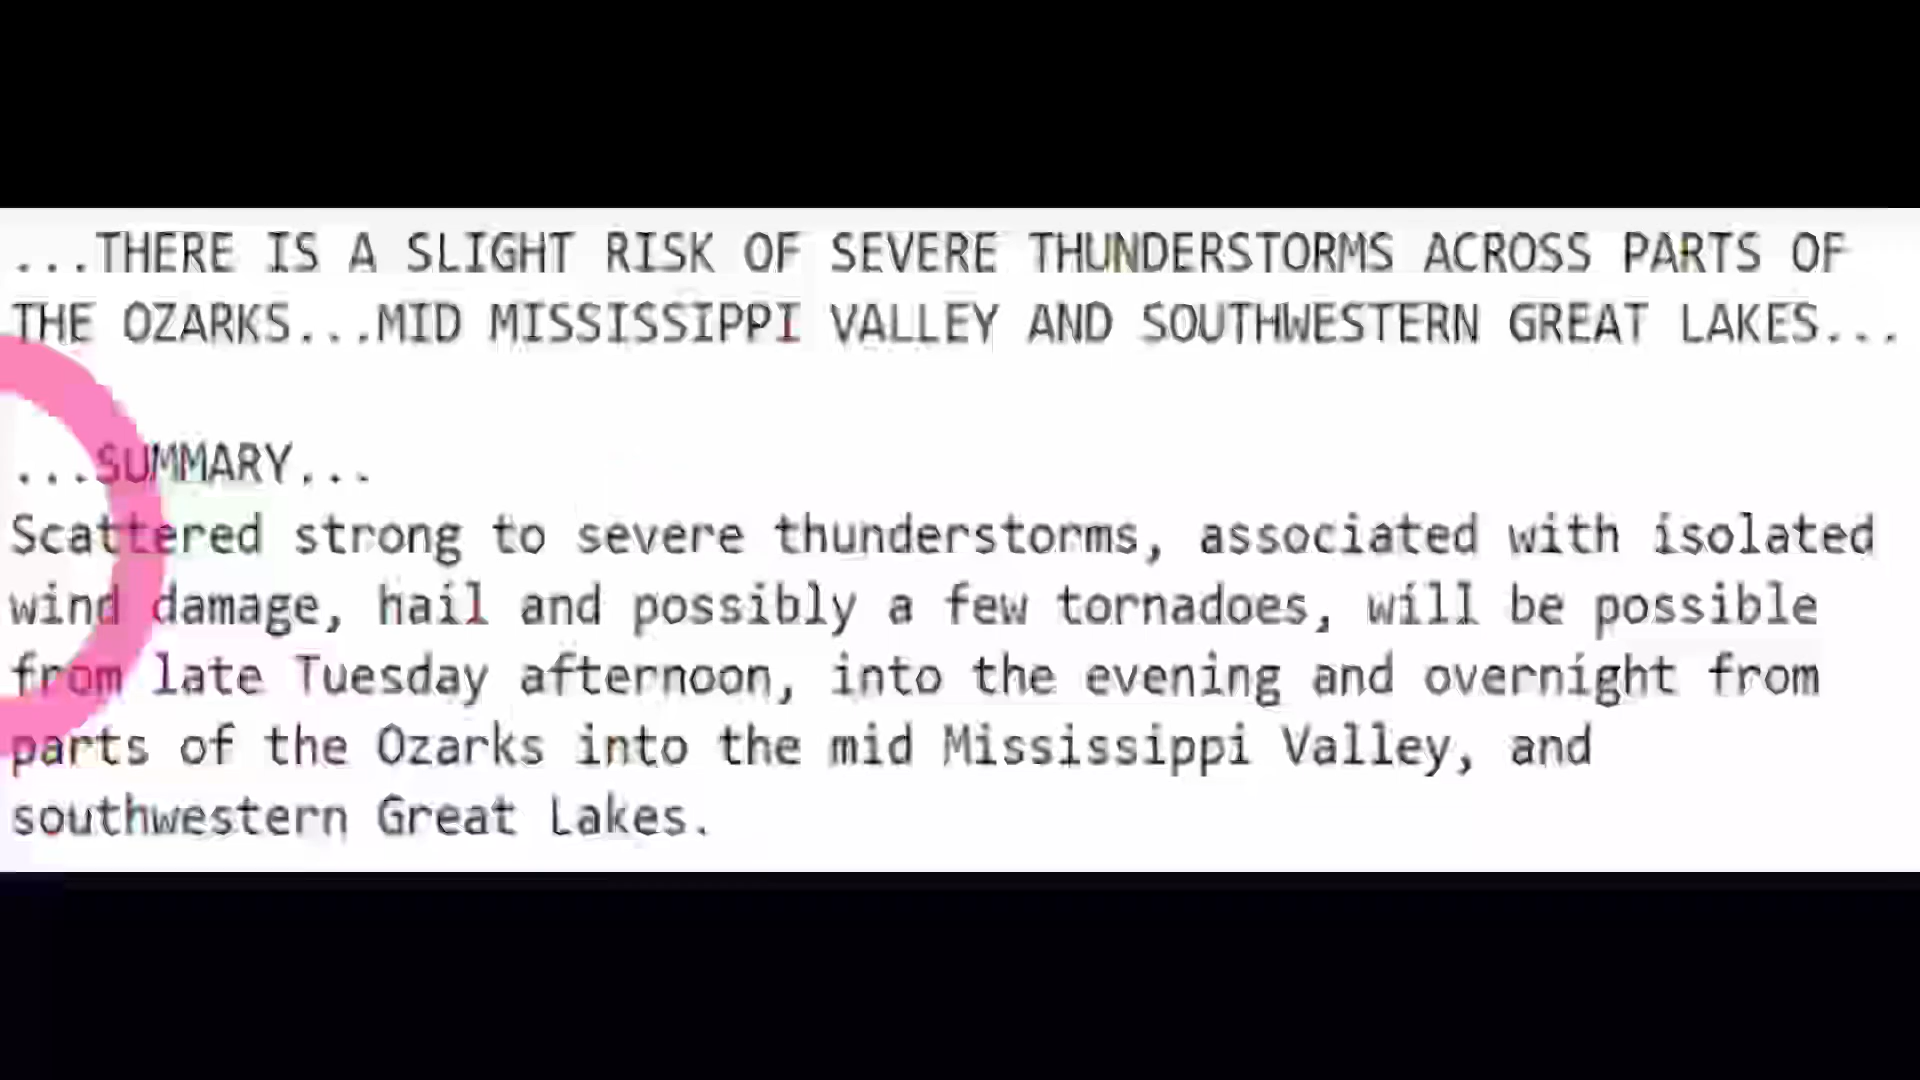 ...THERE IS A SLIGHT RISK OF SEVERE THUNDERSTORMS ACROSS PARTS OF
THE OZARKS...MID MISSISSIPPI VALLEY AND SOUTHWESTERN GREAT LAKES...
...SUMMARY...
Scattered strong to severe thunderstorms, associated with isolated
wind damage, hail and possibly a few tornadoes, will be possible
from late Tuesday afternoon, into the evening and overnight from
parts of the Ozarks into the mid Mississippi Valley, and
southwestern Great Lakes.